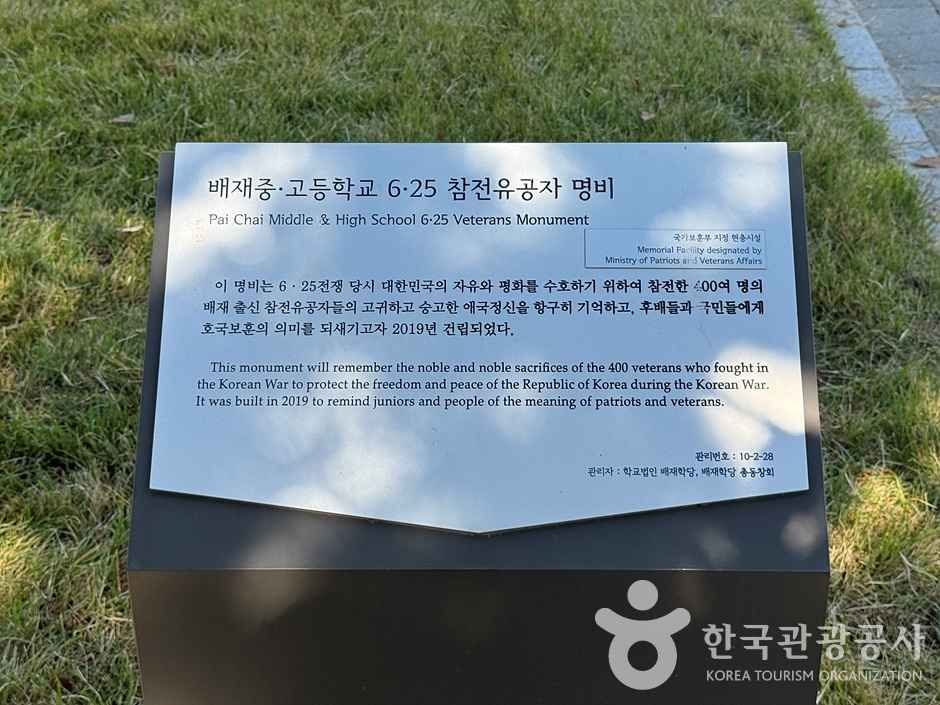 배재중·고등학교 6·25 참전유공자 명비
Pai Chai Middle & High School 6·25 Veterans Monument
국가보훈부 지정 현충시설
Memorial Facility designated by
Ministry of Patriots and Veterans Affairs
이 명비는 6 · 25전쟁 당시 대한민국의 자유와 평화를 수호하기 위하여 참전한 400여 명의
배재 출신 참전유공자들의 고귀하고 숭고한 애국정신을 항구히 기억하고, 후배들과 국민들에게
호국보훈의 의미를 되새기고자 2019년 건립되었다.
This monument will remember the noble and noble sacrifices of the 400 veterans who fought in
the Korean War to protect the freedom and peace of the Republic of Korea during the Korean War.
It was built in 2019 to remind juniors and people of the meaning of patriots and veterans.
관리번호 : 10-2-28
관리자 : 학교법인 배재학당, 배재학당 총동창회
한국관광공사
KOREA TOURISM ORGANIZATION